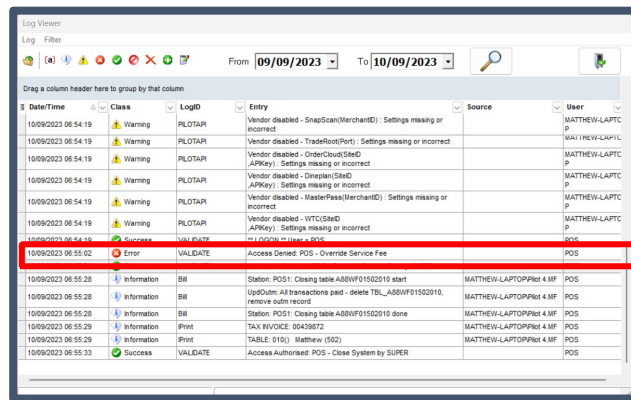 Log Viewer
Log Filter
(a) From 09/09/2023 To 10/09/2023
Drag a column header here to group by that column
Date/Time Class LogID Entry Source User
10/09/2023 06:54:19 Warning PILOTAPI Vendor disabled - SnapScan(MerchantID) : Settings missing or MATTHEW-LAPTO
incorrect P
10/09/2023 06:54:19 Warning PILOTAPI Vendor disabled - TradeRoot(Port) : Settings missing or incorrect MATTHEW-LAPTO
10/09/2023 06:54:19 Warning PILOTAPI Vendor disabled - OrderCloud(SiteID MATTHEW-LAPTO
,APIKey) : Settings missing or incorrect P
10/09/2023 06:54:19 Warning PILOTAPI Vendor disabled - Dineplan(SiteID MATTHEW-LAPTO
,APIKey) : Settings missing or incorrect P
10/09/2023 06:54:19 Warning PILOTAPI Vendor disabled - MasterPass(MerchantID) : Settings missing or MATTHEW-LAPTO
incorrect P
10/09/2023 06:54:19 Warning PILOTAPI Vendor disabled - WTC(SiteID MATTHEW-LAPTO
,APIKey) : Settings missing or incorrect P
10/09/2023 06:54:19 Success VALIDATE ** LOGON ** User = POS POS
10/09/2023 06:55:02 Error VALIDATE Access Denied: POS - Override Service Fee POS
10/09/2023 06:55:28 Information Bill Station: POS1: Closing table A88WF01502010 start MATTHEW-LAPTOP\Pilot 4.MF POS
10/09/2023 06:55:28 Information Bill UpdOutm: All transactions paid - delete TBL_A88WF01502010, MATTHEW-LAPTOP\Pilot 4.MF POS
remove outm record
10/09/2023 06:55:28 Information Bill Station: POS1: Closing table A88WF01502010 done MATTHEW-LAPTOP\Pilot 4.MF POS
10/09/2023 06:55:29 Information IPrint TAX INVOICE: 00439872 POS
10/09/2023 06:55:29 Information IPrint TABLE: 010() Matthew (502) MATTHEW-LAPTOP\Pilot 4.MF POS
10/09/2023 06:55:33 Success VALIDATE Access Authorised: POS - Close System by SUPER POS